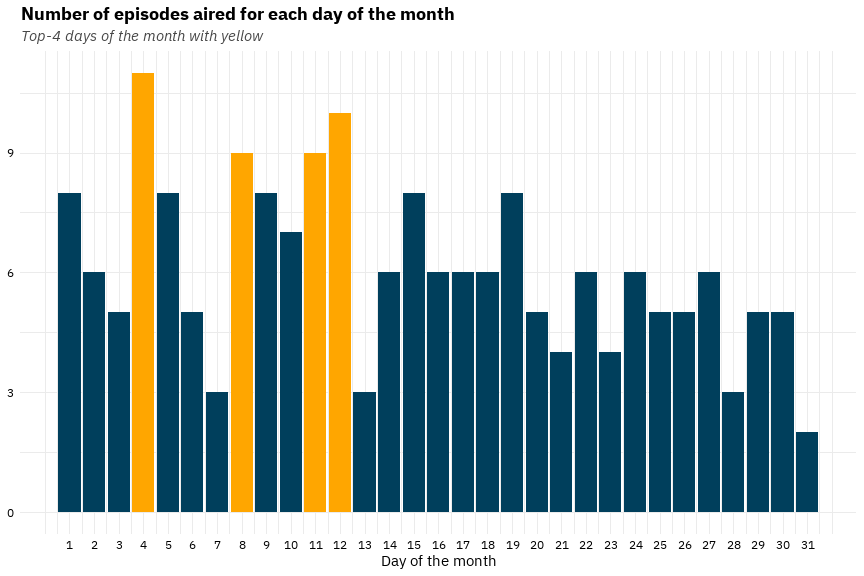 Number of episodes aired for each day of the month
Top-4 days of the month with yellow
9
6
3
0
1 2 3 4 5 6 7 8 9 10 11 12 13 14 15 16 17 18 19 20 21 22 23 24 25 26 27 28 29 30 31
Day of the month